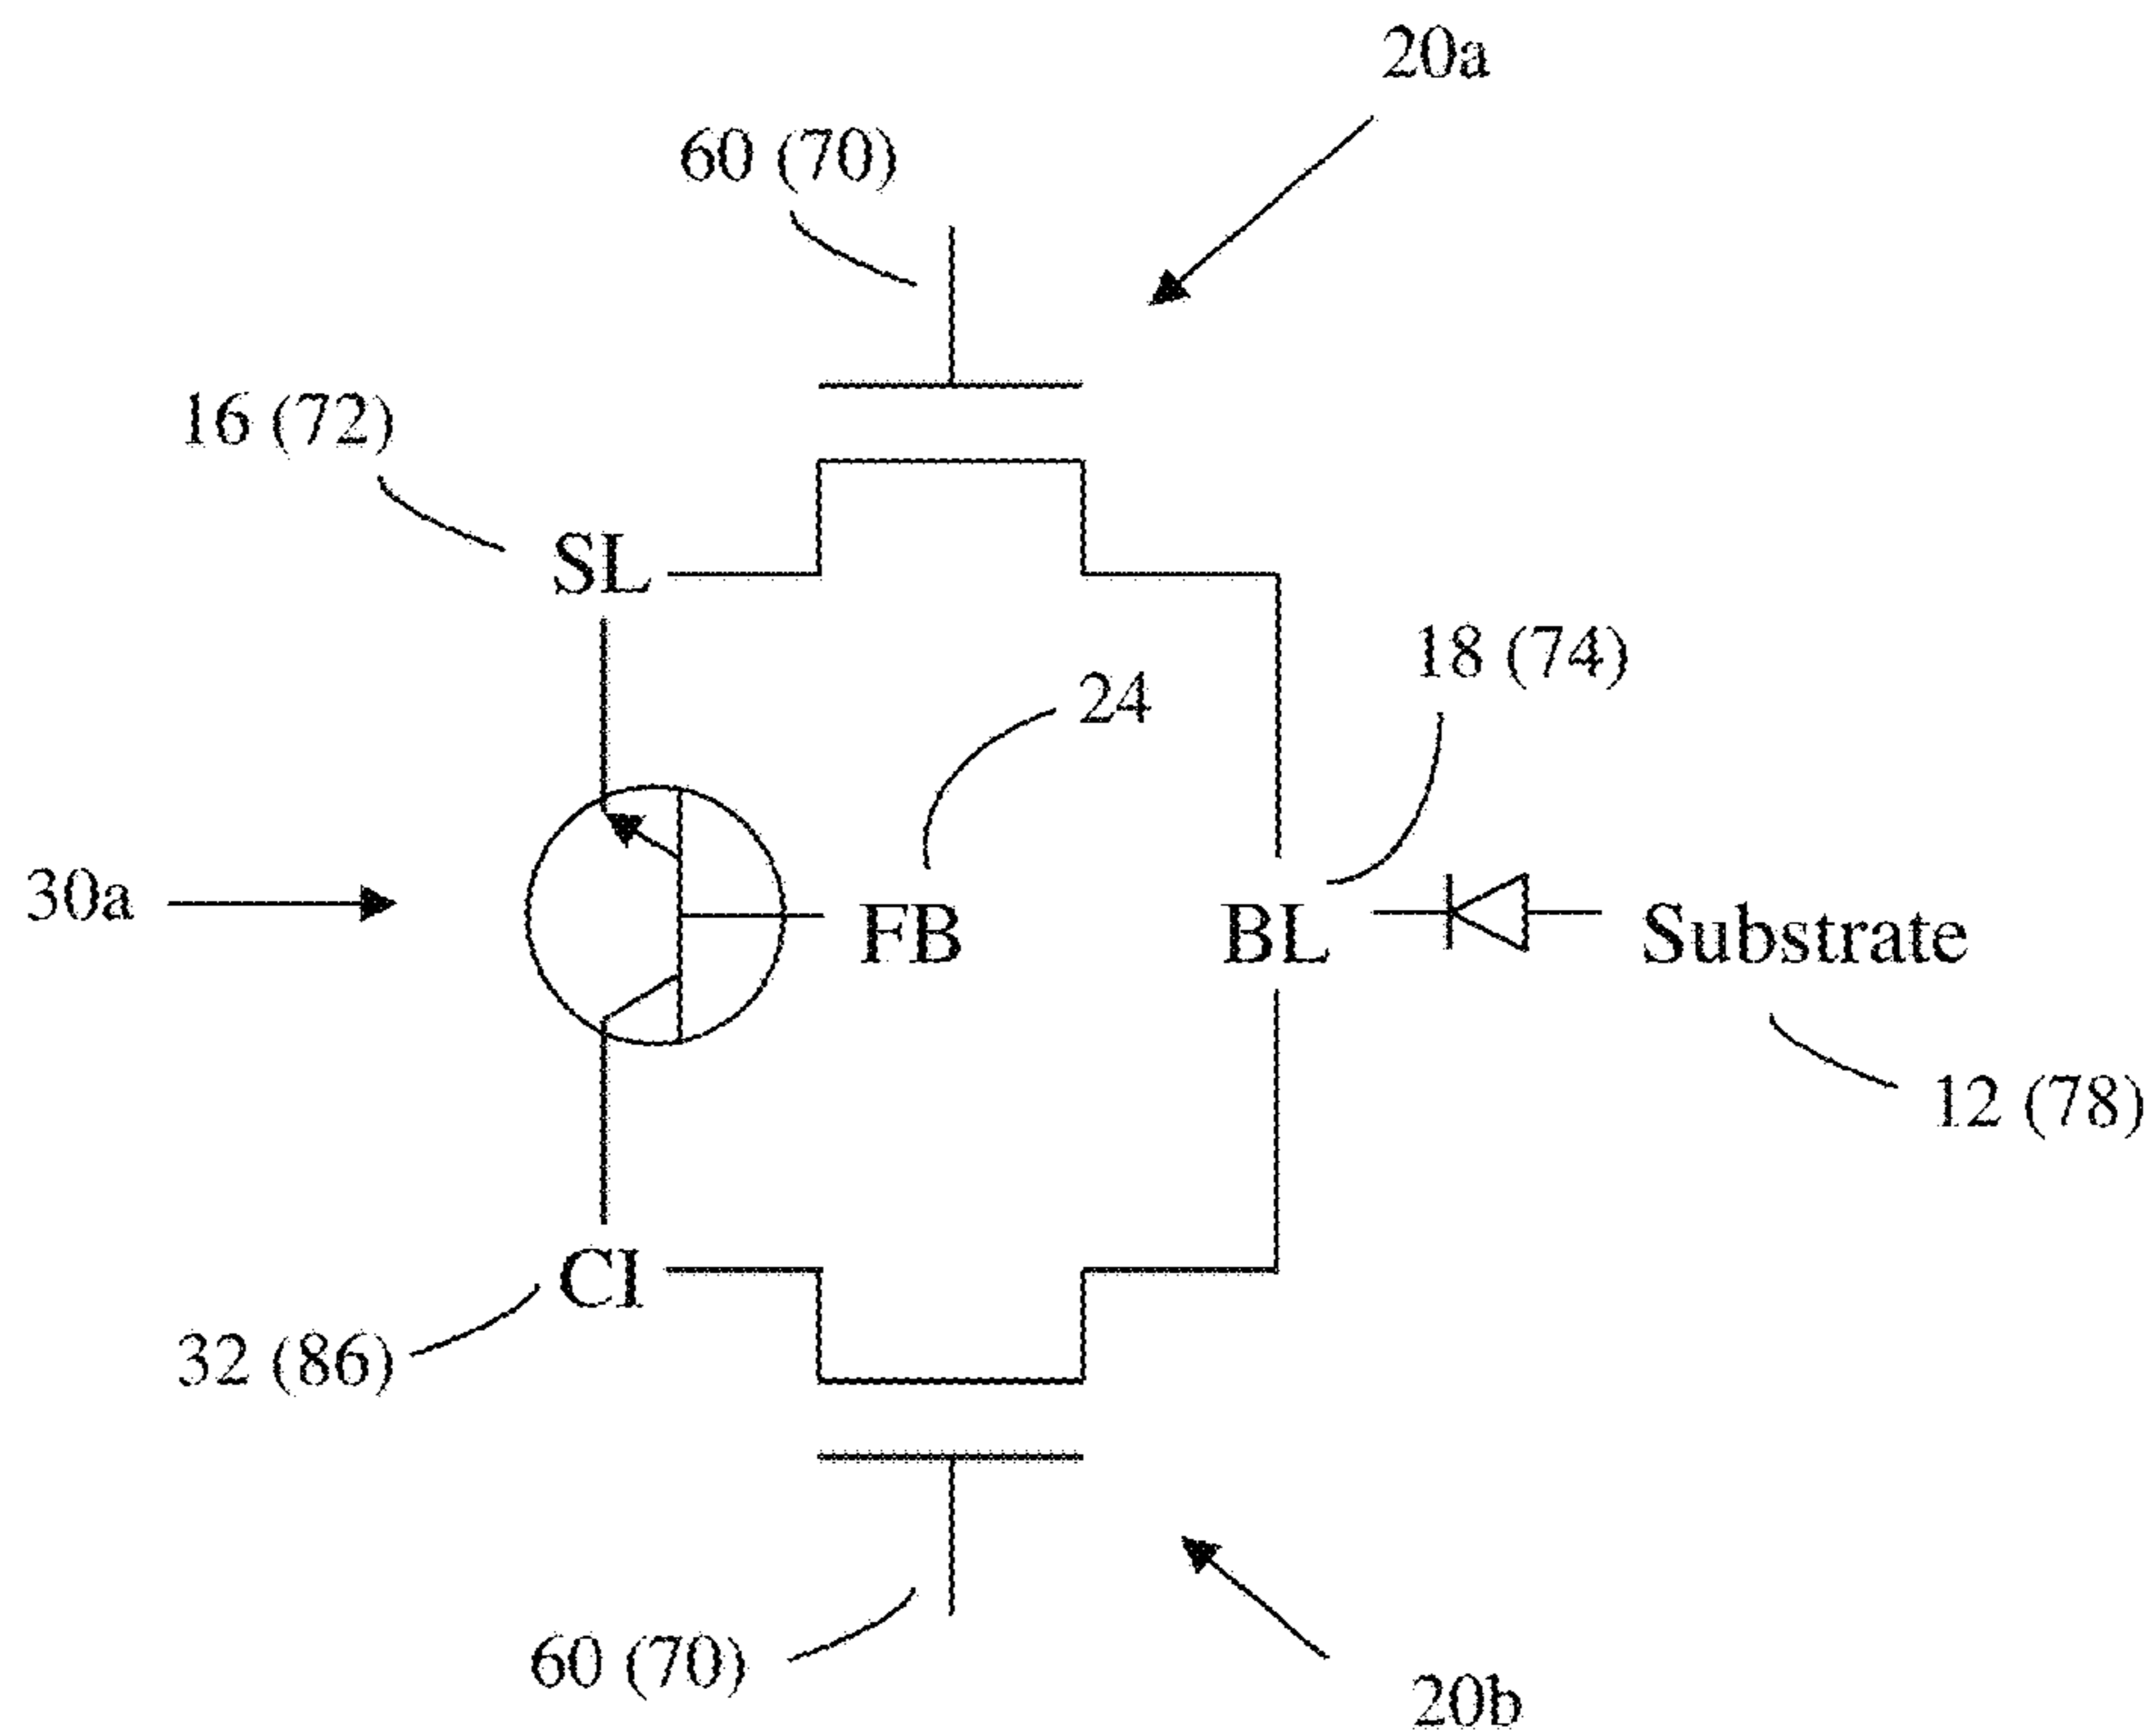 20a
60 (70)
16 (72)
SL
18 (74)
24
30a
FB
BL
Substrate
12 (78)
CI
32 (86)
60 (70)
20b